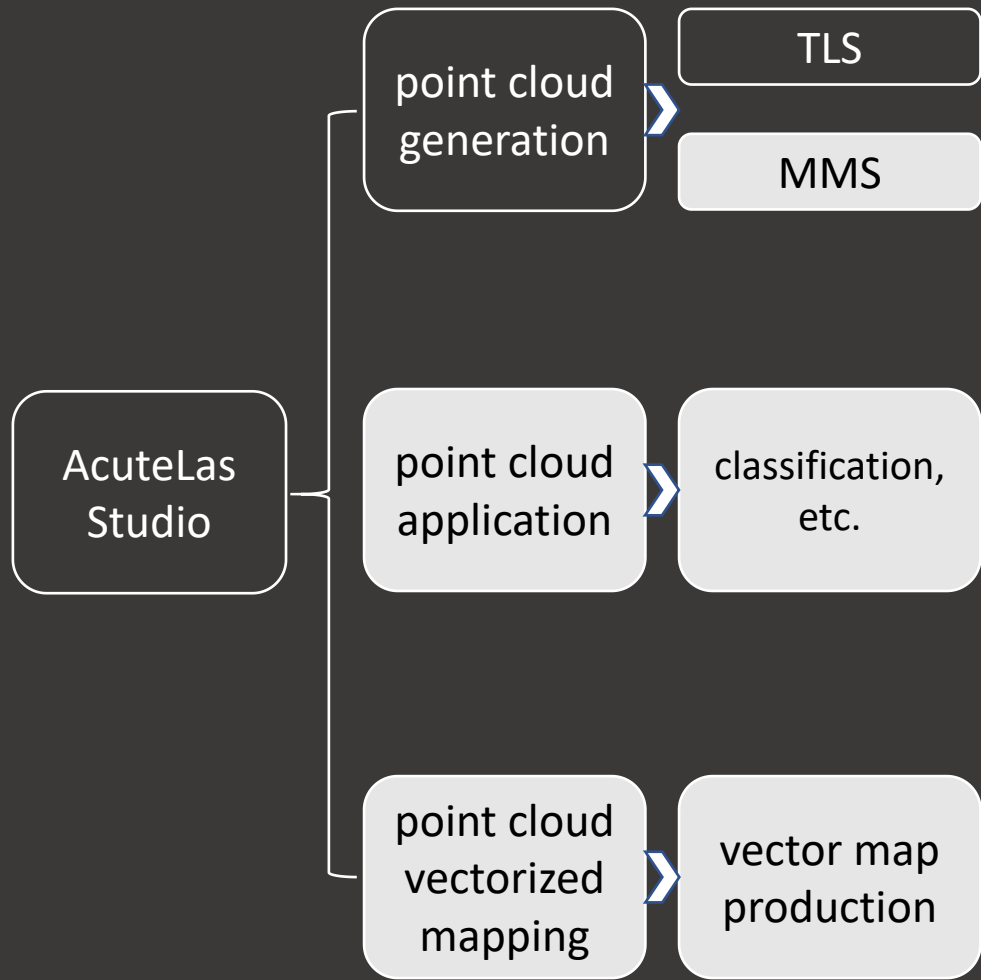 AcuteLas
Studio
point cloud
generation
TLS
MMS
point cloud
application
classification,
etc.
point cloud
vectorized
mapping
vector map
production